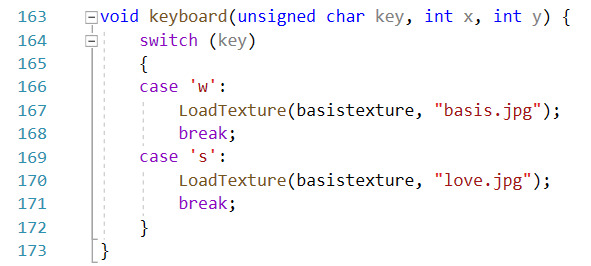 163 void keyboard(unsigned char key, int x, int y) {
164     switch (key)
165     {
166     case 'w':
167         LoadTexture(basistexture, "basis.jpg");
168         break;
169     case 's':
170         LoadTexture(basistexture, "love.jpg");
171         break;
172     }
173 }